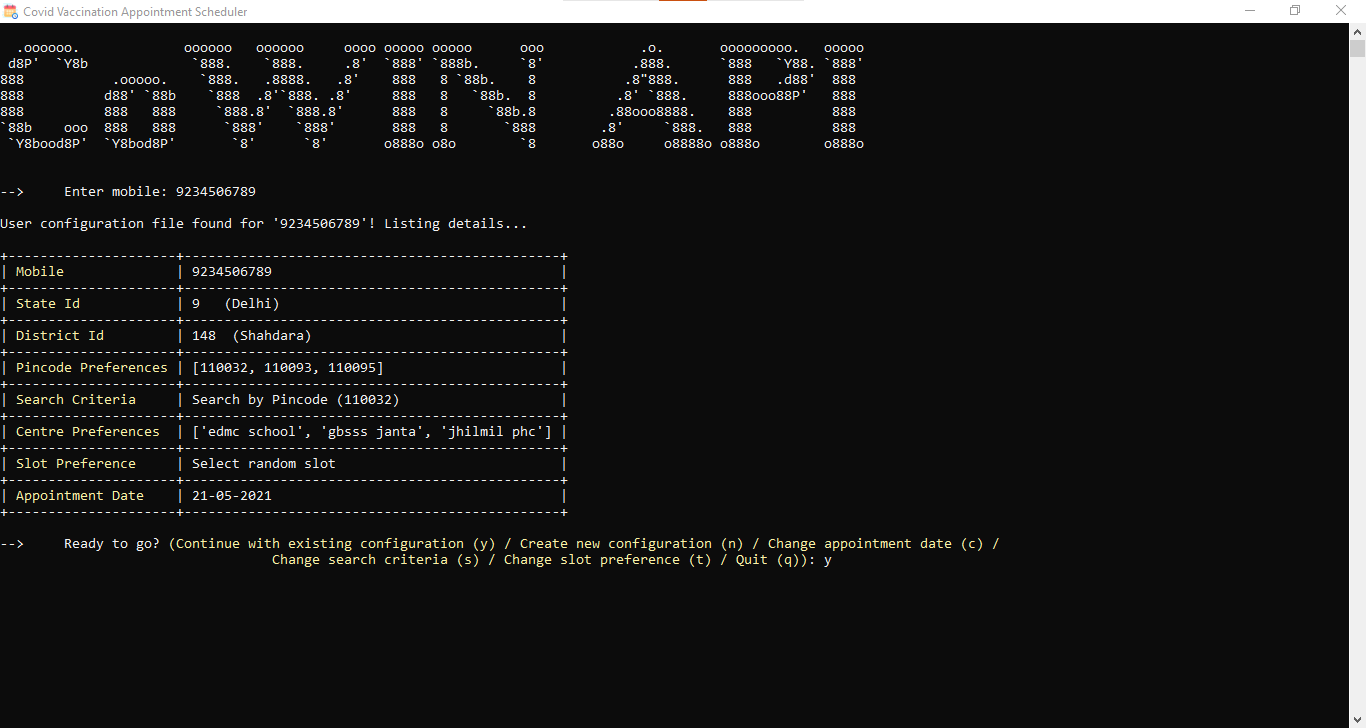 Covid Vaccination Appointment Scheduler
CoWIN API
--> Enter mobile: 9234506789
User configuration file found for '9234506789'! Listing details...
+---------------------+-----------------------------------------------+
| Mobile | 9234506789 |
+---------------------+-----------------------------------------------+
| State Id | 9 (Delhi) |
+---------------------+-----------------------------------------------+
| District Id | 148 (Shahdara) |
+---------------------+-----------------------------------------------+
| Pincode Preferences | [110032, 110093, 110095] |
+---------------------+-----------------------------------------------+
| Search Criteria | Search by Pincode (110032) |
+---------------------+-----------------------------------------------+
| Centre Preferences | ['edmc school', 'gbsss janta', 'jhilmil phc'] |
+---------------------+-----------------------------------------------+
| Slot Preference | Select random slot |
+---------------------+-----------------------------------------------+
| Appointment Date | 21-05-2021 |
+---------------------+-----------------------------------------------+
--> Ready to go? (Continue with existing configuration (y) / Create new configuration (n) / Change appointment date (c) /
Change search criteria (s) / Change slot preference (t) / Quit (q)): y